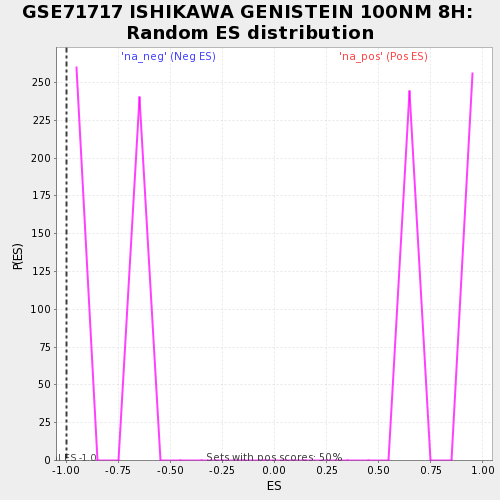 GSE71717 ISHIKAWA GENISTEIN 100NM 8H:
Random ES distribution
'na_neg' (Neg ES)
'na_pos' (Pos ES)
250
225
200
175
150
125
100
75
50
25
0
P(ES)
ES -1.0
Sets with pos scores: 50%
-1.00 -0.75 -0.50 -0.25 0.00 0.25 0.50 0.75 1.00
ES